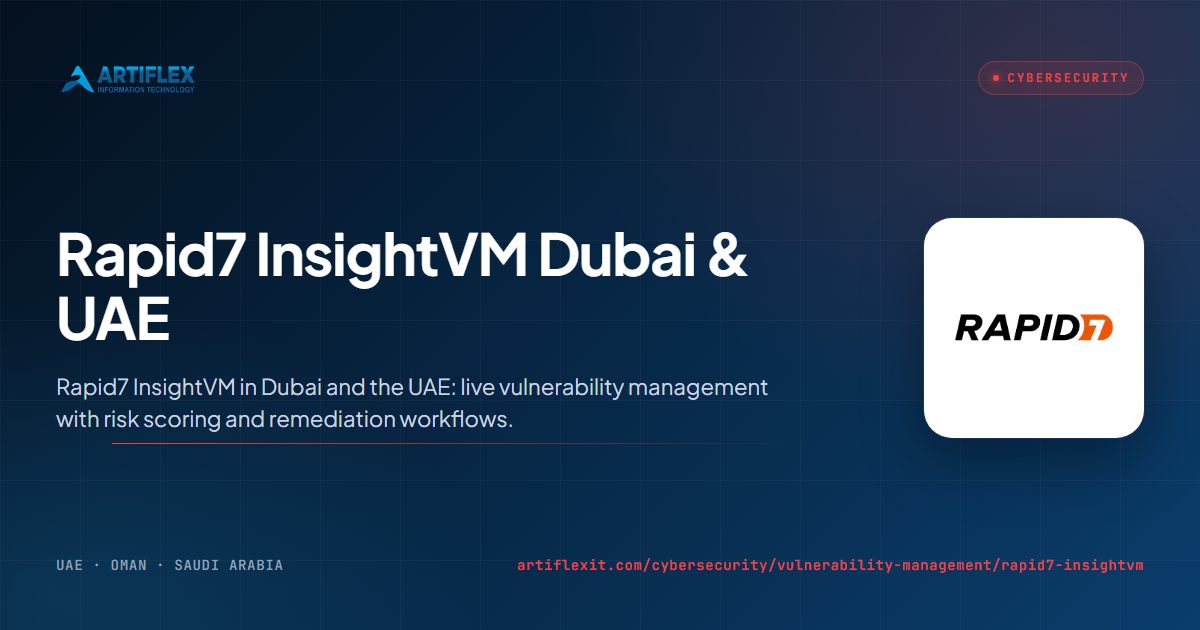 ARTIFLEX
INFORMATION TECHNOLOGY
CYBERSECURITY
Rapid7 InsightVM Dubai &
UAE
RAPID7
Rapid7 InsightVM in Dubai and the UAE: live vulnerability management
with risk scoring and remediation workflows.
UAE · OMAN · SAUDI ARABIA
artiflexit.com/cybersecurity/vulnerability-management/rapid7-insightvm